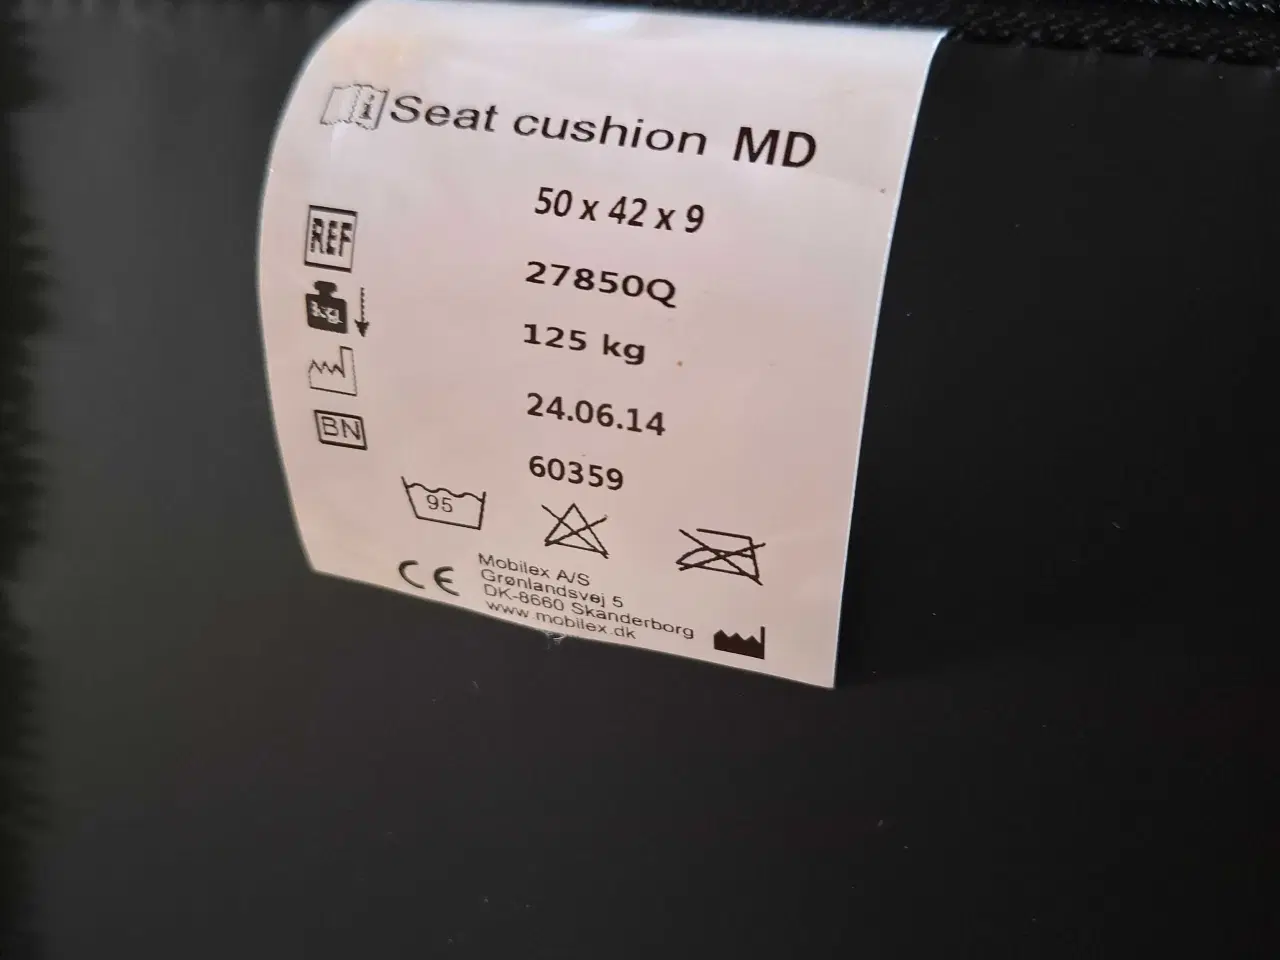 Seat cushion MD
50 x 42 x 9
REF 27850Q
kg 125 kg
24.06.14
BN 60359
95
CE
Mobilex A/S
Grønlandsvej 5
DK-8660 Skanderborg
www.mobilex.dk